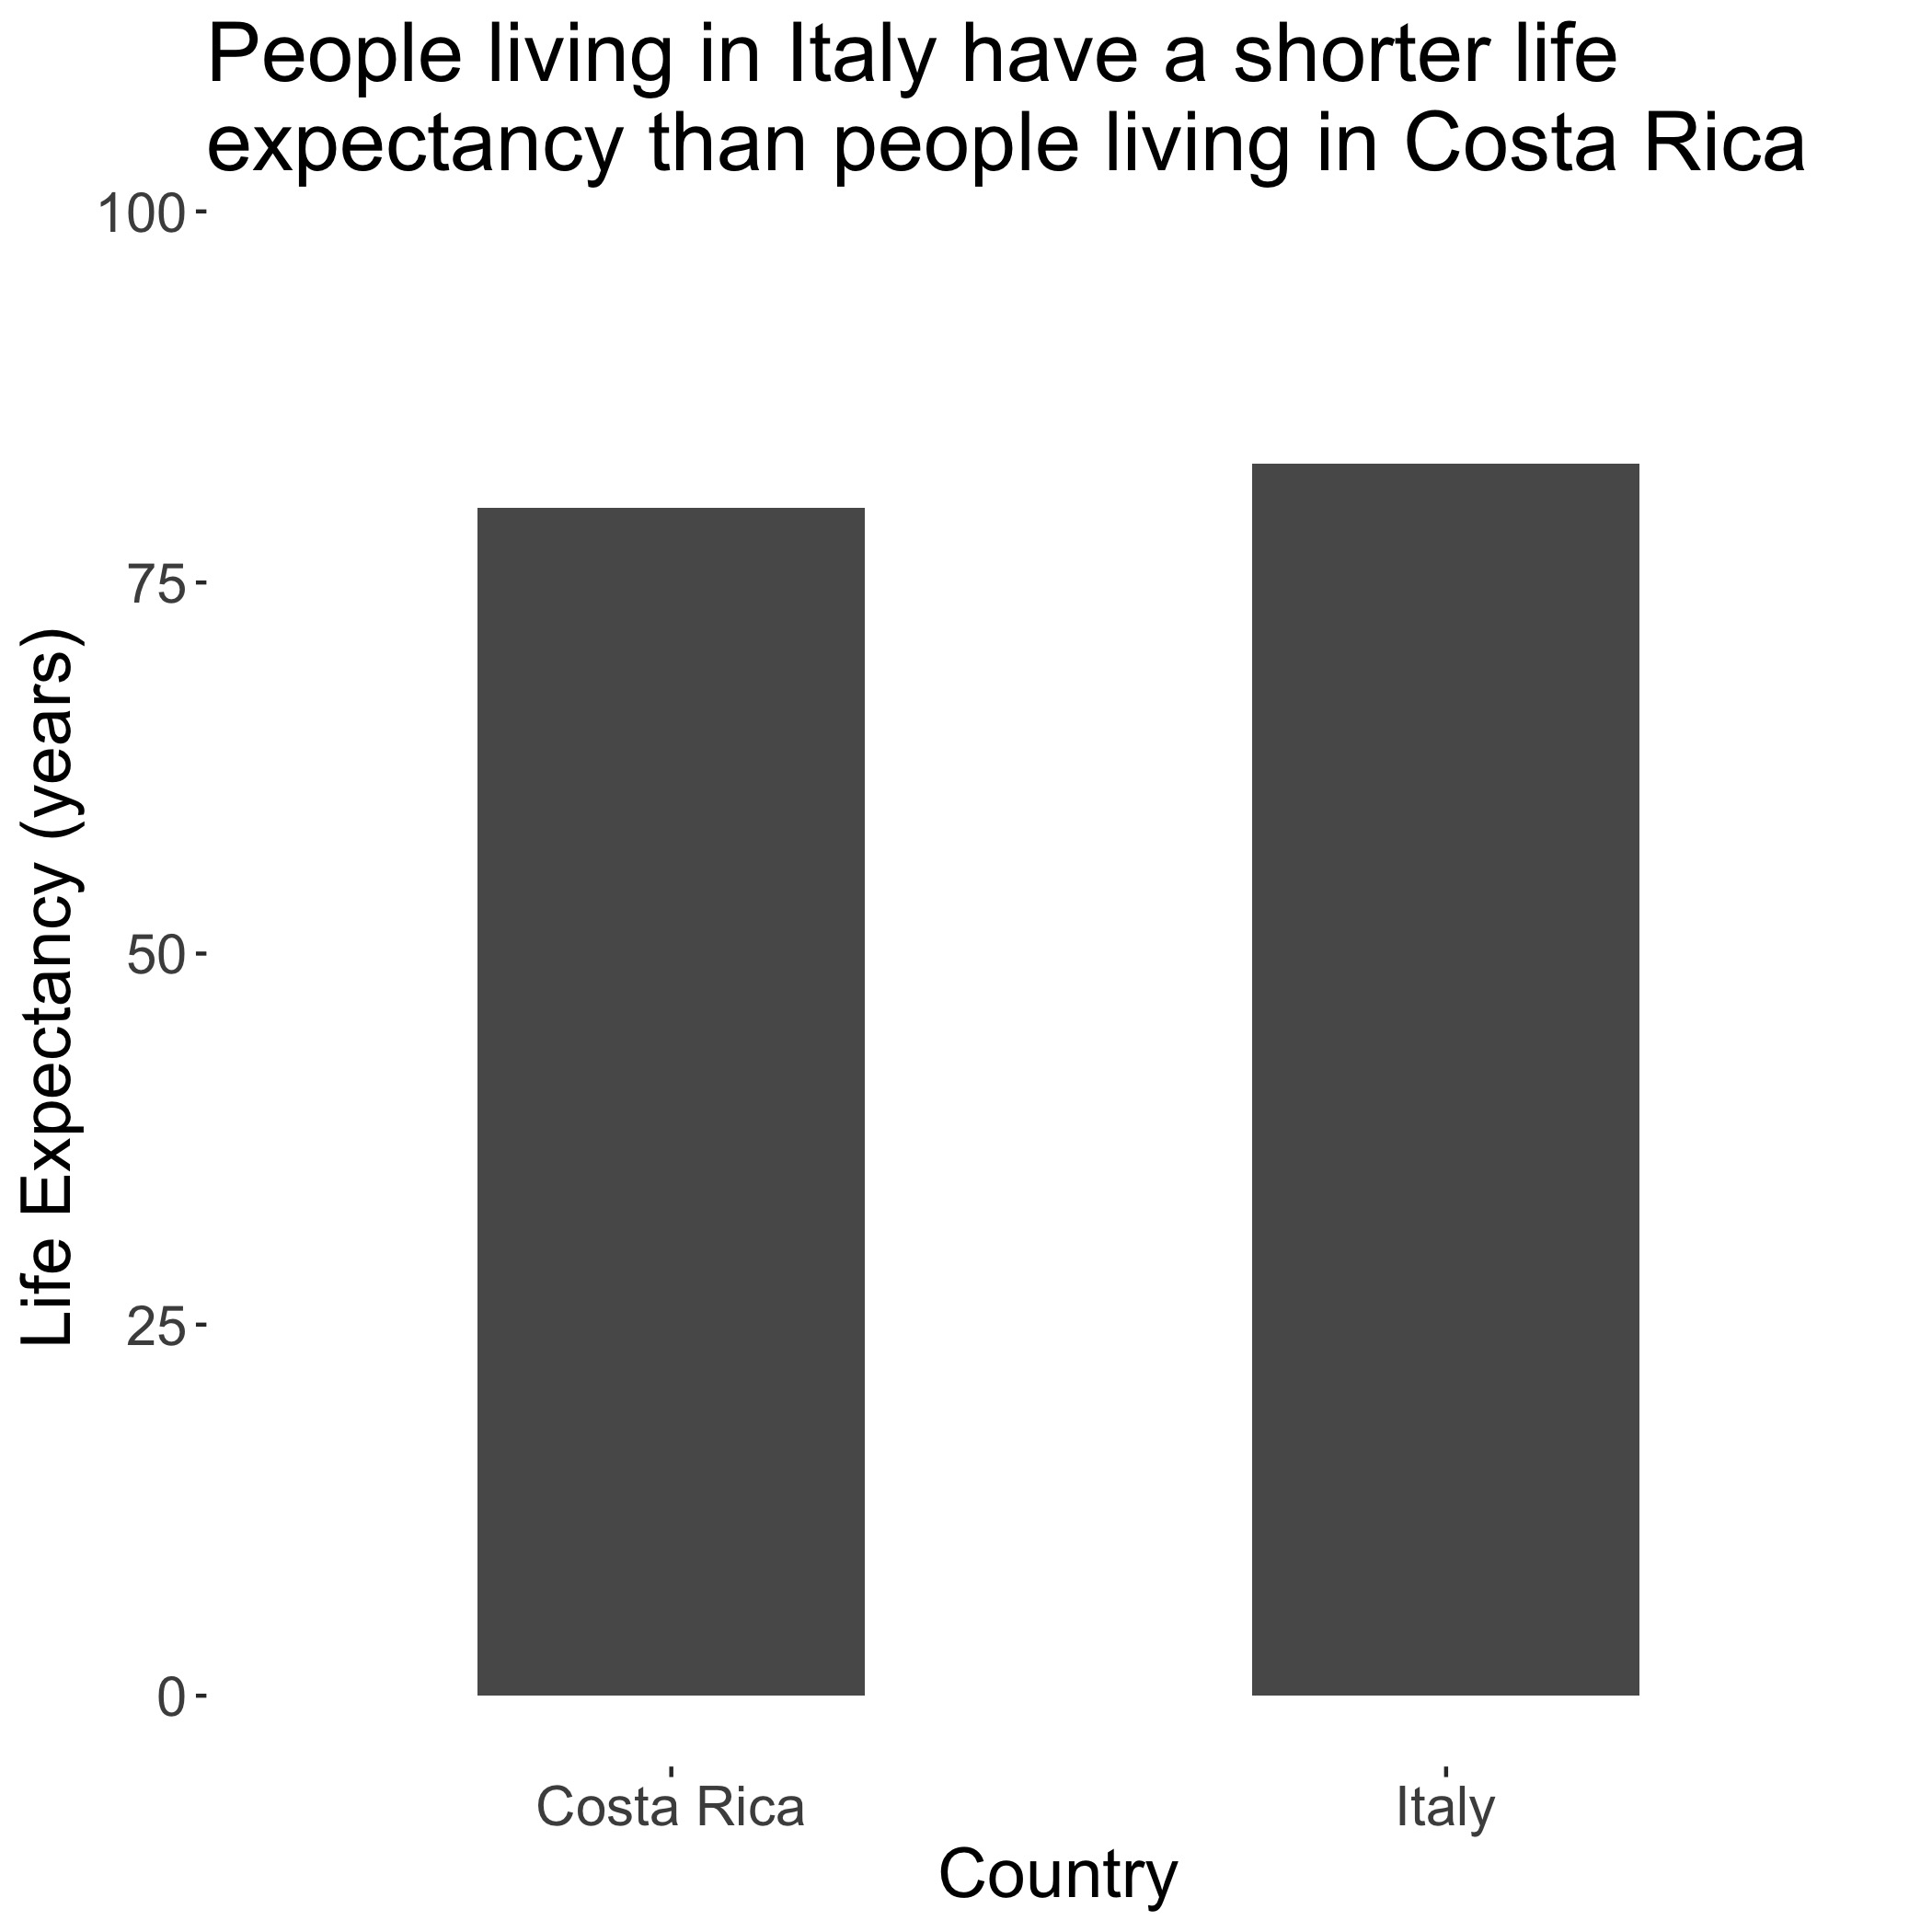 People living in Italy have a shorter life
expectancy than people living in Costa Rica
100
75
50
25
0
Life Expectancy (years)
Costa Rica
Italy
Country